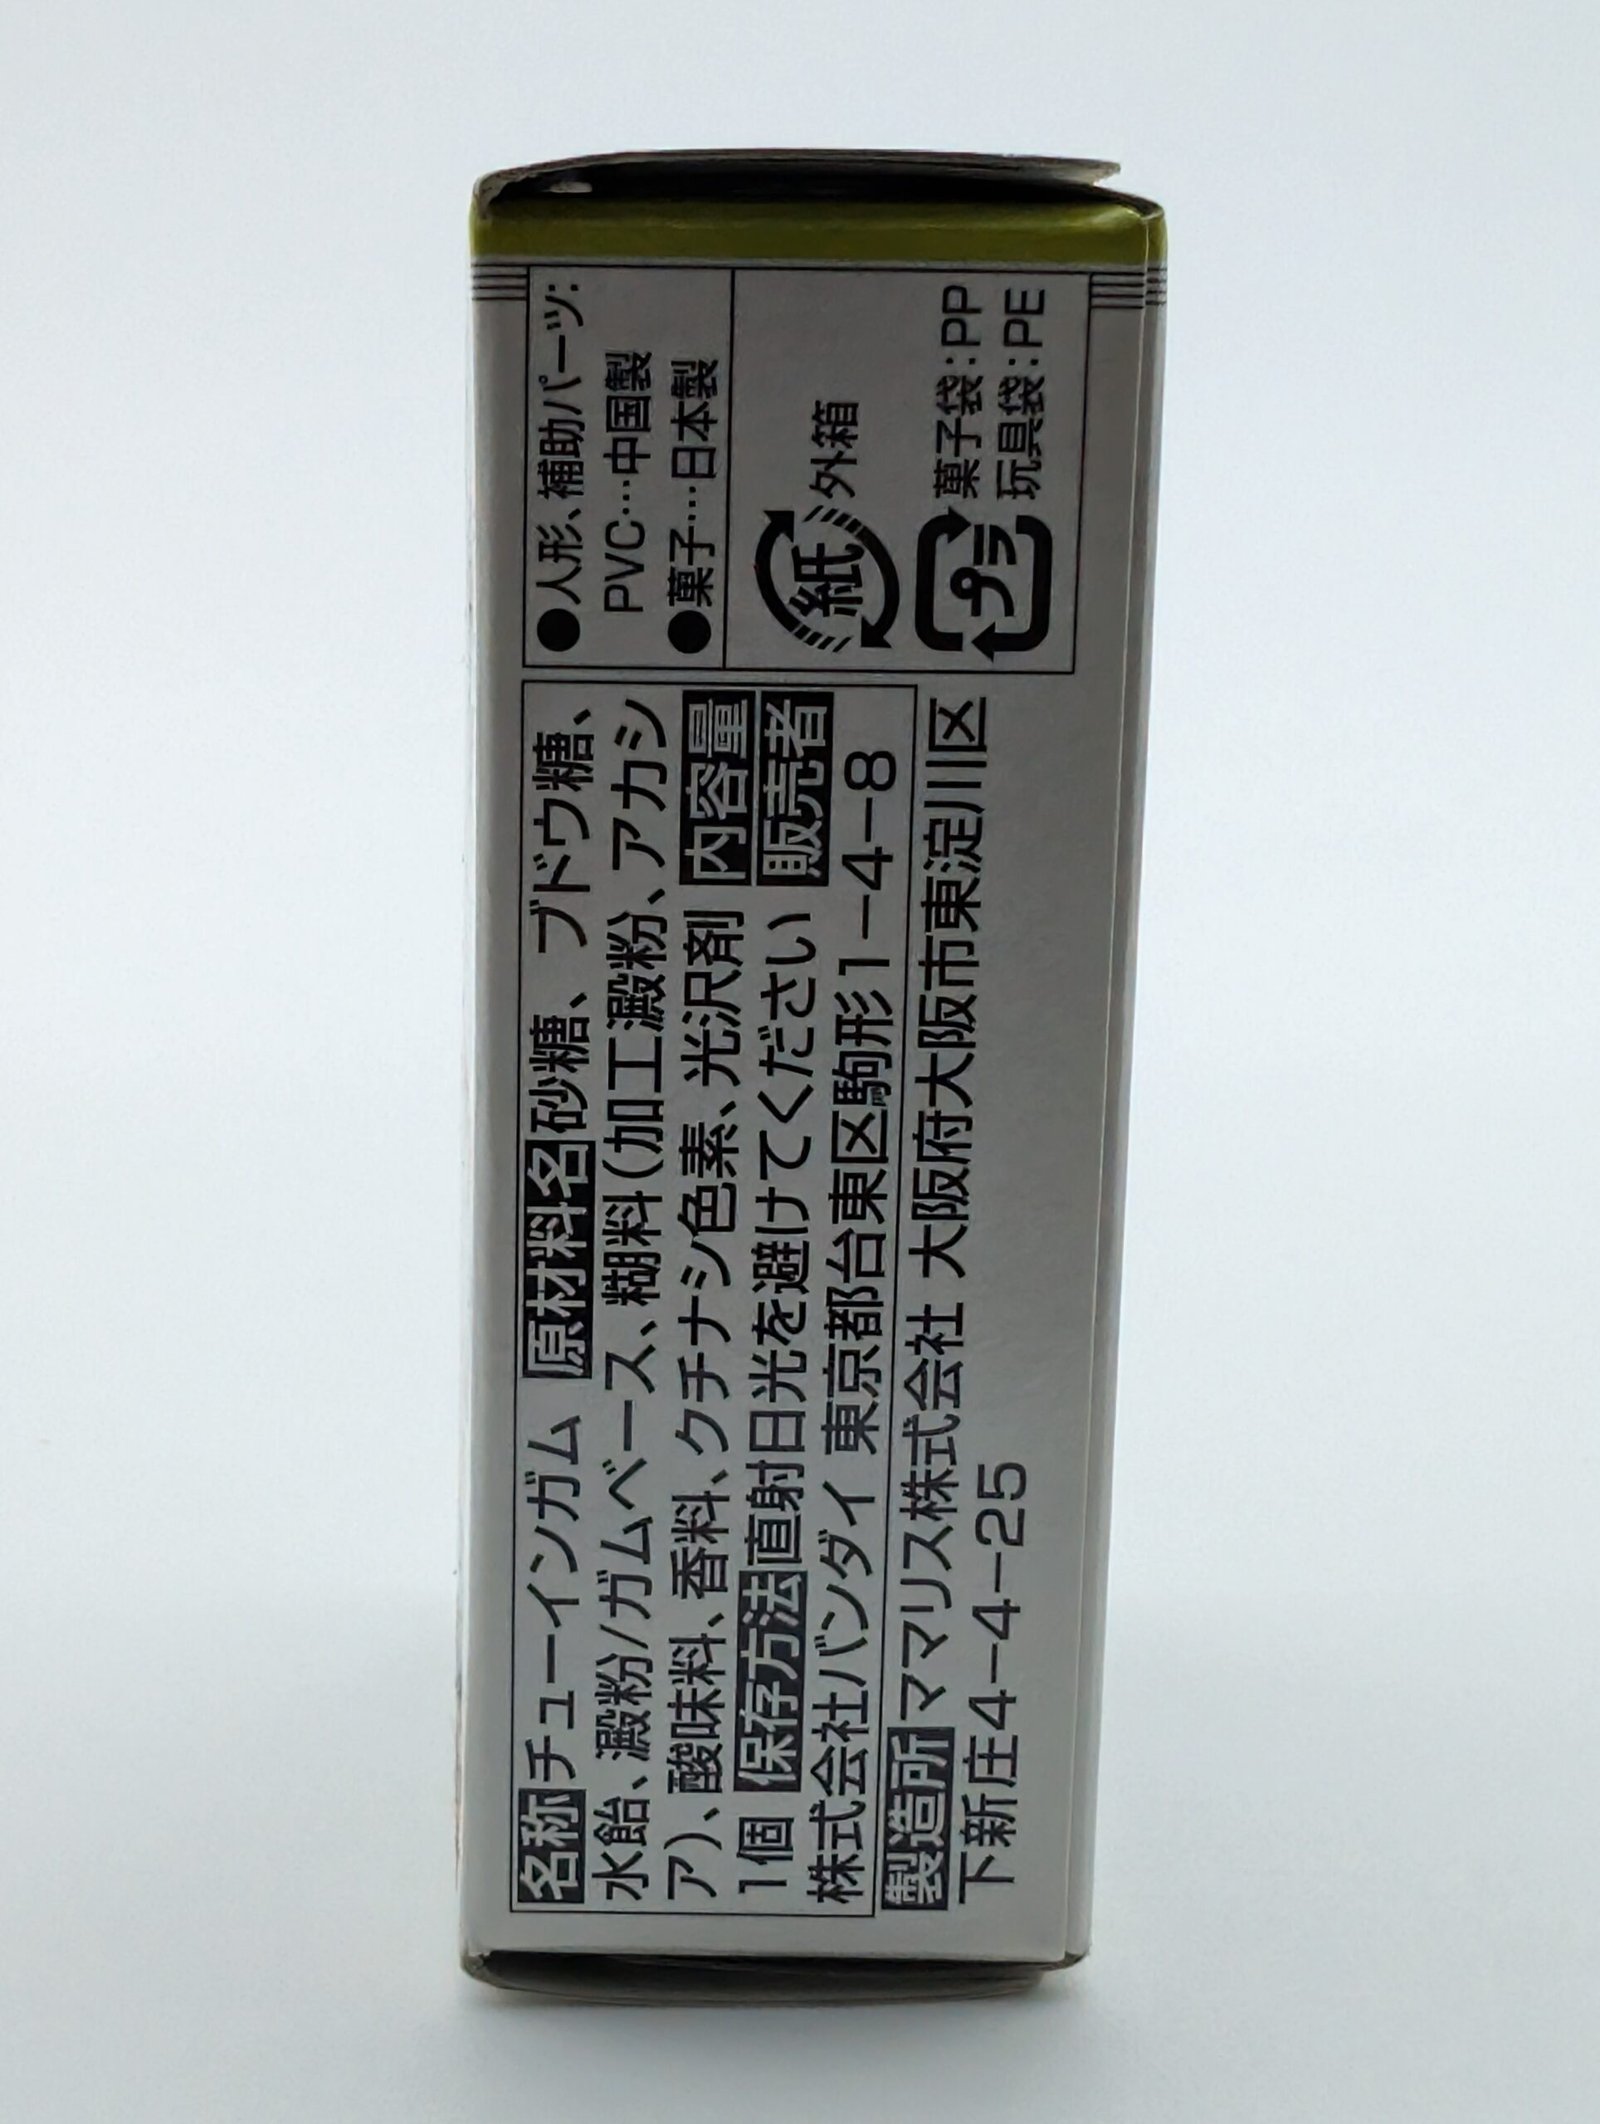 名称チューインガム 原材料名砂糖、ブドウ糖、
水飴、澱粉/ガムベース、糊料(加工澱粉、アカシ
ア)、酸味料、香料、クチナシ色素、光沢剤 内容量
1個 保存方法直射日光を避けてください 販売者
株式会社バンダイ 東京都台東区駒形1-4-8
製造所ママリス株式会社 大阪府大阪市東淀川区
下新庄4-4-25
●人形、補助パーツ:
PVC…中国製
●菓子…日本製
紙 外箱
プラ 菓子袋:PP
玩具袋:PE